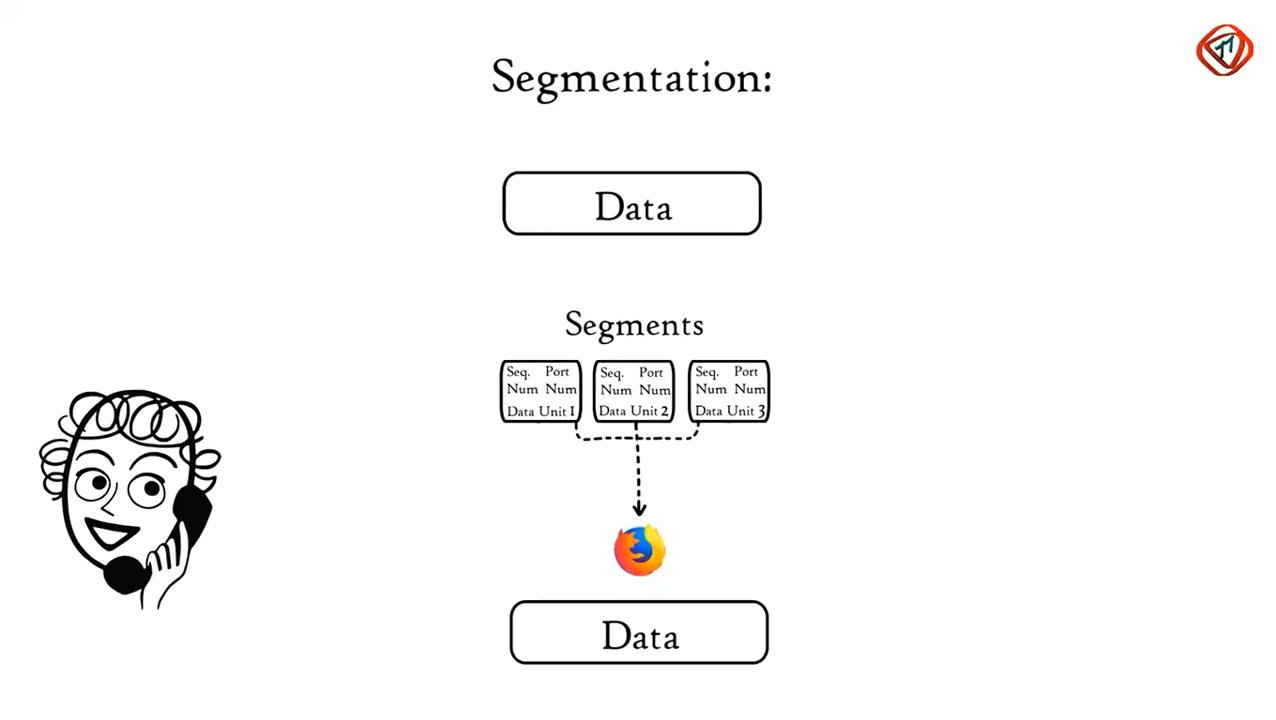 Segmentation:
Data
Segments
Seq. Port
Num Num
Data Unit 1
Seq. Port
Num Num
Data Unit 2
Seq. Port
Num Num
Data Unit 3
Data